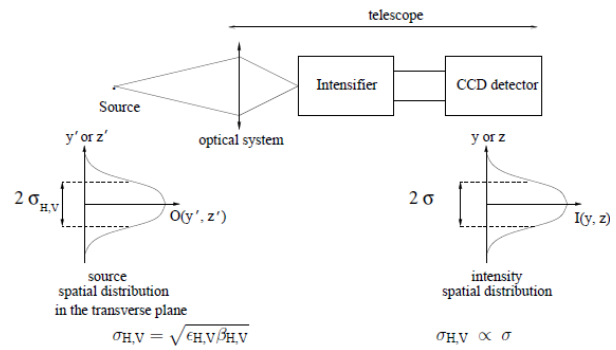 telescope
Intensifier
CCD detector
Source
optical system
y′ or z′
y or z
2 σH,V
O(y′, z′)
2 σ
I(y, z)
source
spatial distribution
in the transverse plane
intensity
spatial distribution
σH,V = √ϵH,VβH,V
σH,V ∝ σ